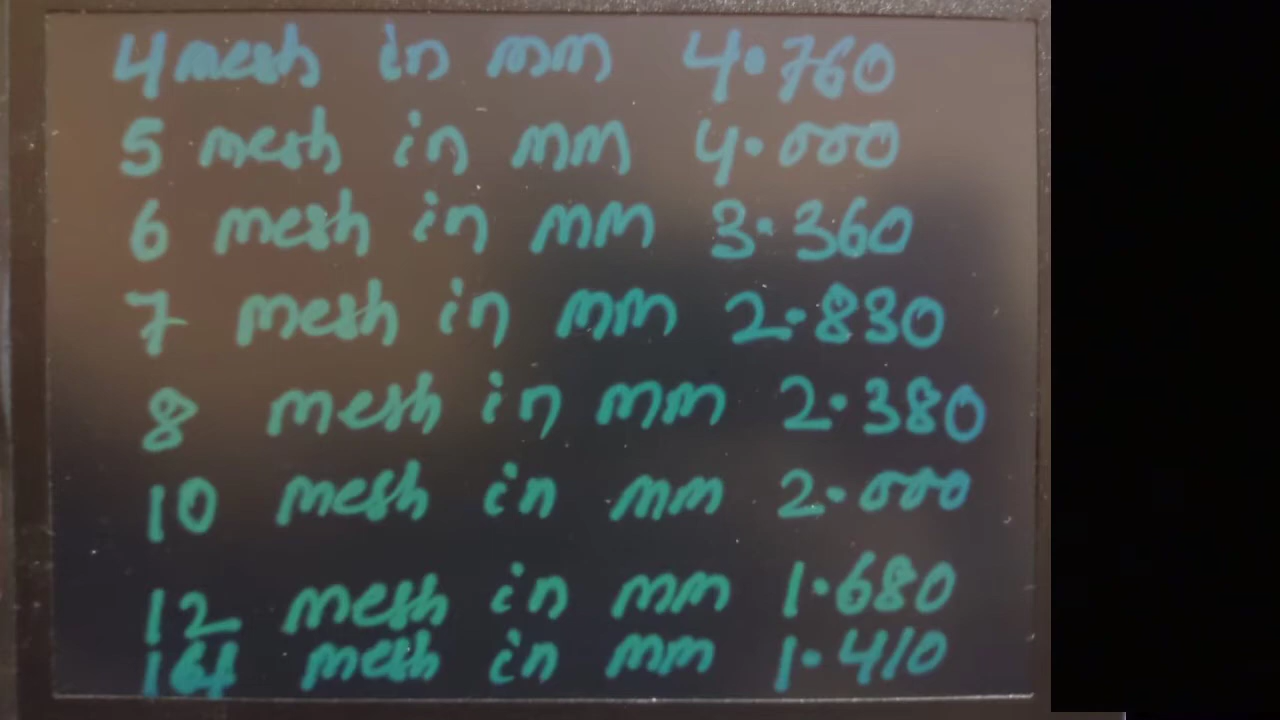 4 mesh in mm 4.760
5 mesh in mm 4.000
6 mesh in mm 3.360
7 mesh in mm 2.830
8 mesh in mm 2.380
10 mesh in mm 2.000
12 mesh in mm 1.680
mesh in mm 1.410